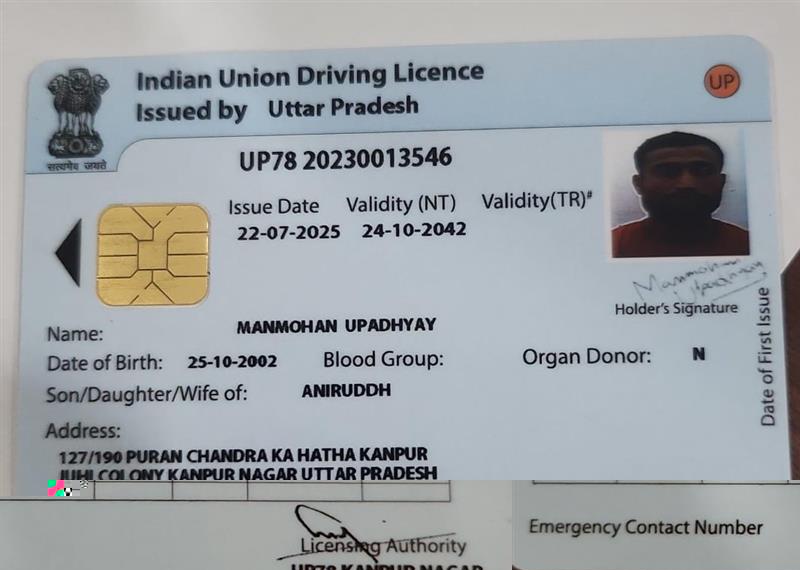 Indian Union Driving Licence
Issued by Uttar Pradesh
UP
सत्यमेव जयते
UP78 20230013546
Issue Date Validity (NT) Validity(TR)#
22-07-2025 24-10-2042
Manmohan
Upadhyay
Holder's Signature
Date of First Issue
Name: MANMOHAN UPADHYAY
Date of Birth: 25-10-2002 Blood Group: Organ Donor: N
Son/Daughter/Wife of: ANIRUDDH
Address:
127/190 PURAN CHANDRA KA HATHA KANPUR
JUHI COLONY KANPUR NAGAR UTTAR PRADESH
Licensing Authority
UP78 KANPUR NAGAR
Emergency Contact Number